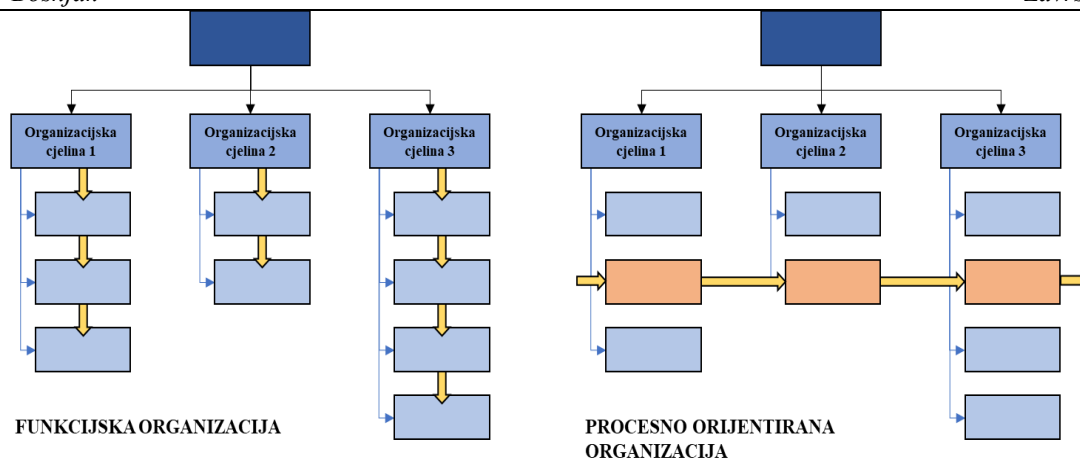 Organizacijska
cjelina 1
Organizacijska
cjelina 2
Organizacijska
cjelina 3
FUNKCIJSKA ORGANIZACIJA
Organizacijska
cjelina 1
Organizacijska
cjelina 2
Organizacijska
cjelina 3
PROCESNO ORIJENTIRANA
ORGANIZACIJA